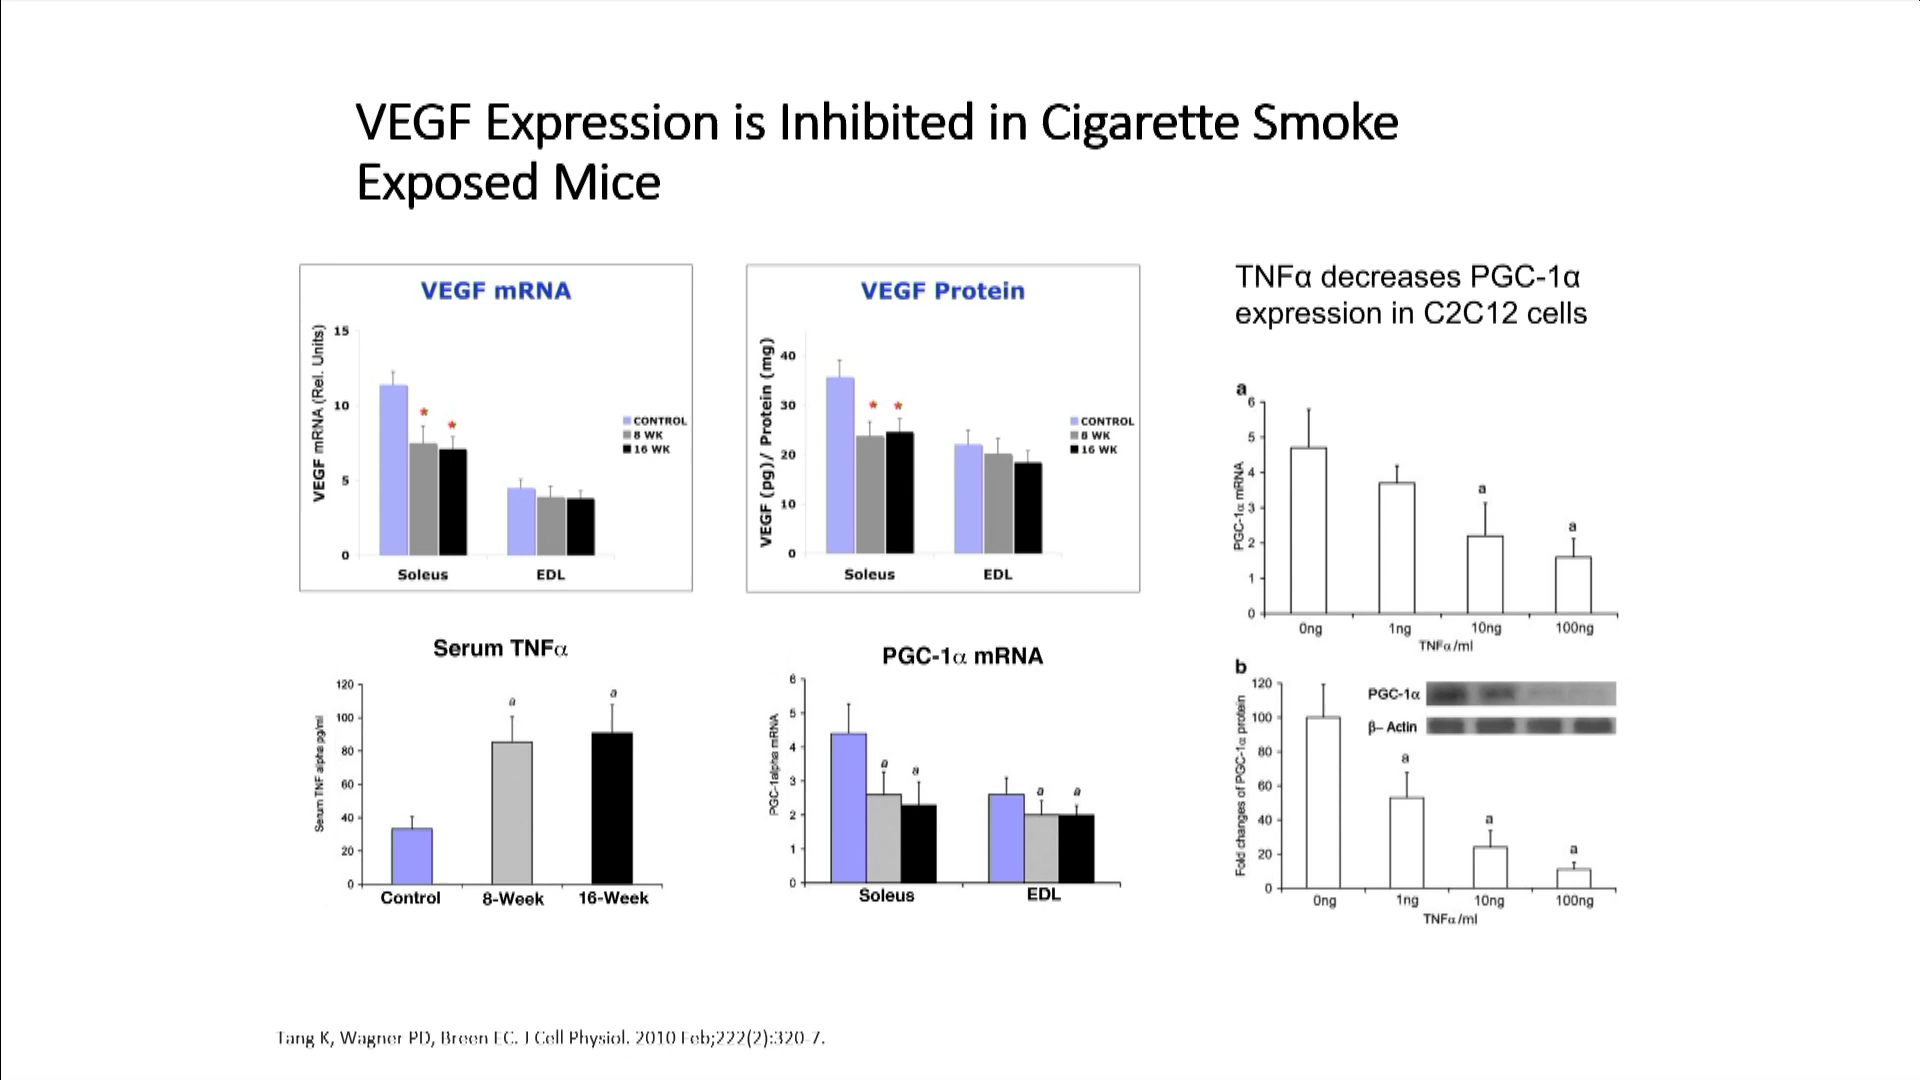 VEGF Expression is Inhibited in Cigarette Smoke
Exposed Mice
VEGF mRNA
VEGF mRNA (Rel. Units)
15
10
5
0
Soleus
EDL
CONTROL
8 WK
16 WK
VEGF Protein
VEGF (pg)/ Protein (mg)
40
30
20
10
0
Soleus
EDL
CONTROL
8 WK
16 WK
TNFα decreases PGC-1α
expression in C2C12 cells
a
PGC-1α mRNA
6
5
4
3
2
1
0
a
a
0ng
1ng
10ng
100ng
TNFα/ml
Serum TNFα
Serum TNF alpha pg/ml
120
100
80
60
40
20
0
a
a
Control
8-Week
16-Week
PGC-1α mRNA
PGC-1alpha mRNA
6
5
4
3
2
1
0
a
a
a
a
Soleus
EDL
b
Fold changes of PGC-1α protein
120
100
80
60
40
20
0
PGC-1α
β– Actin
a
a
a
0ng
1ng
10ng
100ng
TNFα/ml
Tang K, Wagner PD, Breen EC. J Cell Physiol. 2010 Feb;222(2):320-7.